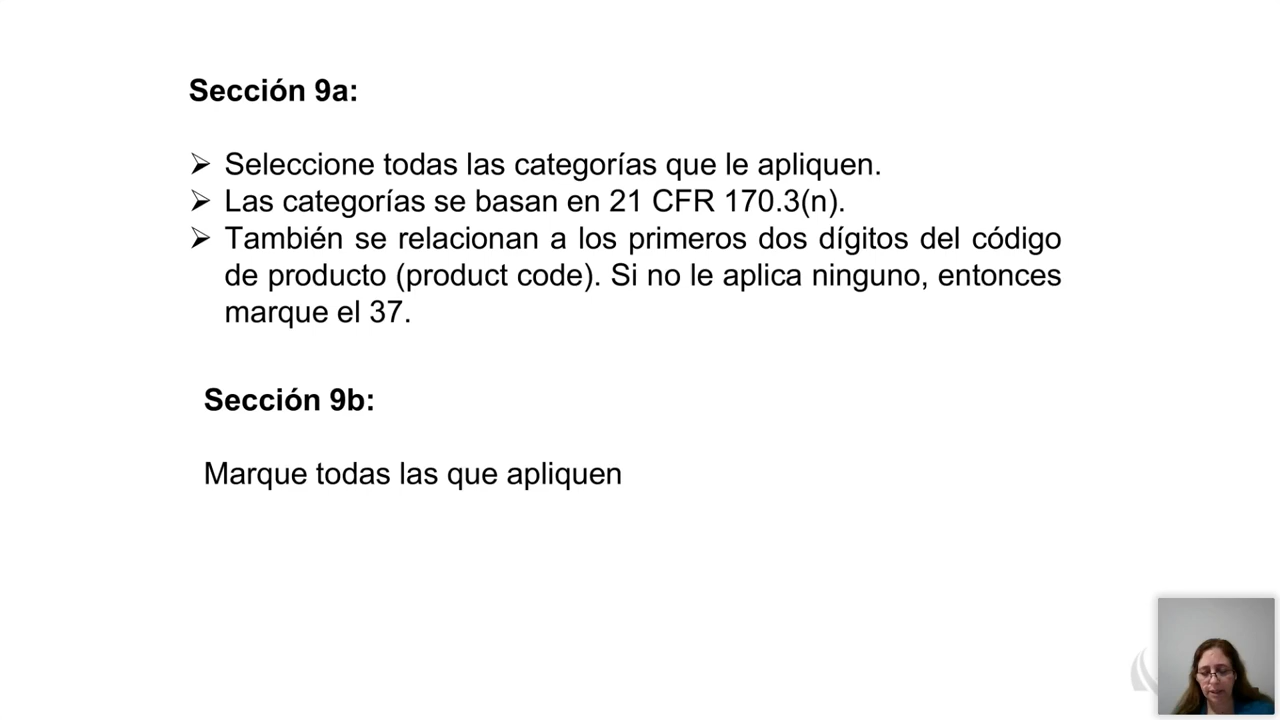 Sección 9a:
Seleccione todas las categorías que le apliquen.
Las categorías se basan en 21 CFR 170.3(n).
También se relacionan a los primeros dos dígitos del código
de producto (product code). Si no le aplica ninguno, entonces
marque el 37.
Sección 9b:
Marque todas las que apliquen